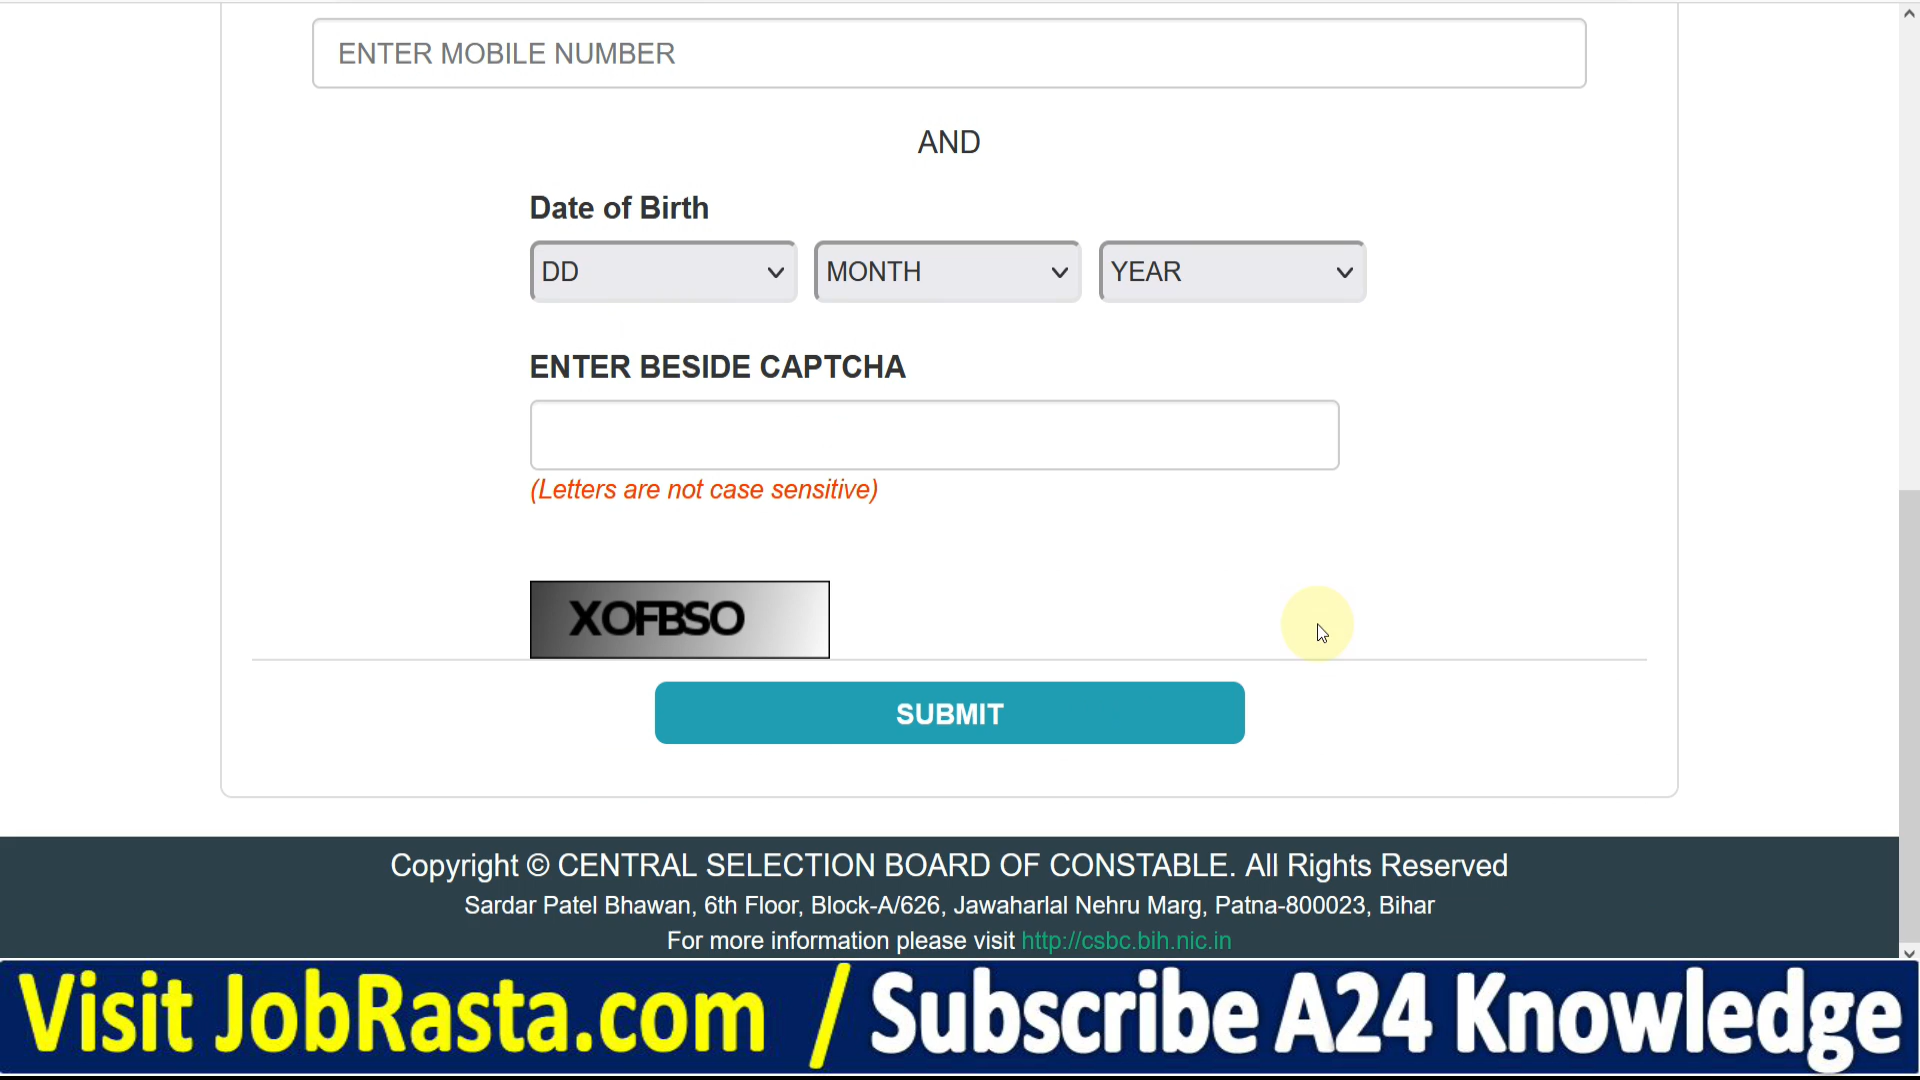 ENTER MOBILE NUMBER
AND
Date of Birth
DD MONTH YEAR
ENTER BESIDE CAPTCHA
(Letters are not case sensitive)
XOFBSO
SUBMIT
Copyright © CENTRAL SELECTION BOARD OF CONSTABLE. All Rights Reserved
Sardar Patel Bhawan, 6th Floor, Block-A/626, Jawaharlal Nehru Marg, Patna-800023, Bihar
For more information please visit http://csbc.bih.nic.in
Visit JobRasta.com / Subscribe A24 Knowledge